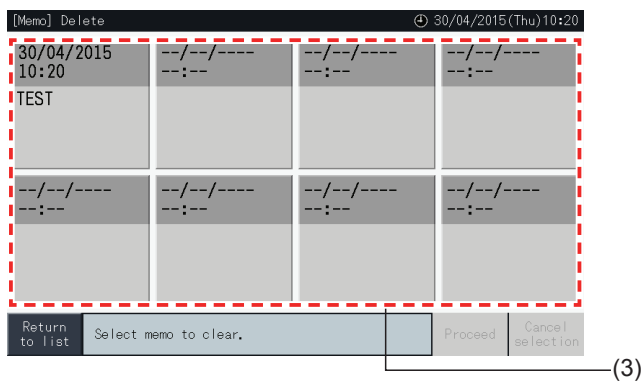 [Memo] Delete 30/04/2015(Thu)10:20
30/04/2015 --/--/---- --/--/---- --/--/----
10:20 --:-- --:-- --:--
TEST
--/--/---- --/--/---- --/--/---- --/--/----
--:-- --:-- --:-- --:--
Return to list
Select memo to clear.
Proceed
Cancel selection
(3)